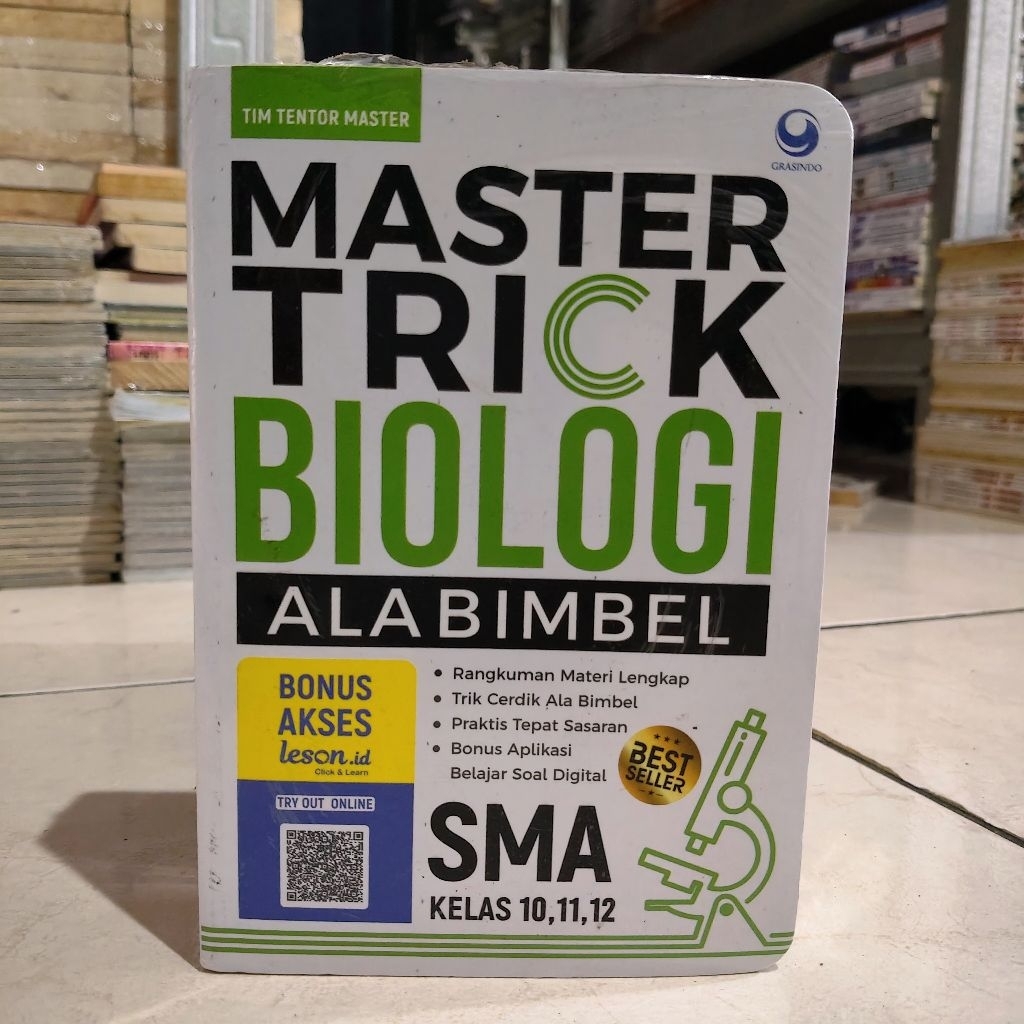 TIM TENTOR MASTER
GRASINDO
MASTER
TRICK
BIOLOGI
ALA BIMBEL
BONUS
AKSES
leson.id
Click & Learn
TRY OUT ONLINE
• Rangkuman Materi Lengkap
• Trik Cerdik Ala Bimbel
• Praktis Tepat Sasaran
• Bonus Aplikasi
Belajar Soal Digital
BEST
SELLER
SMA
KELAS 10,11,12